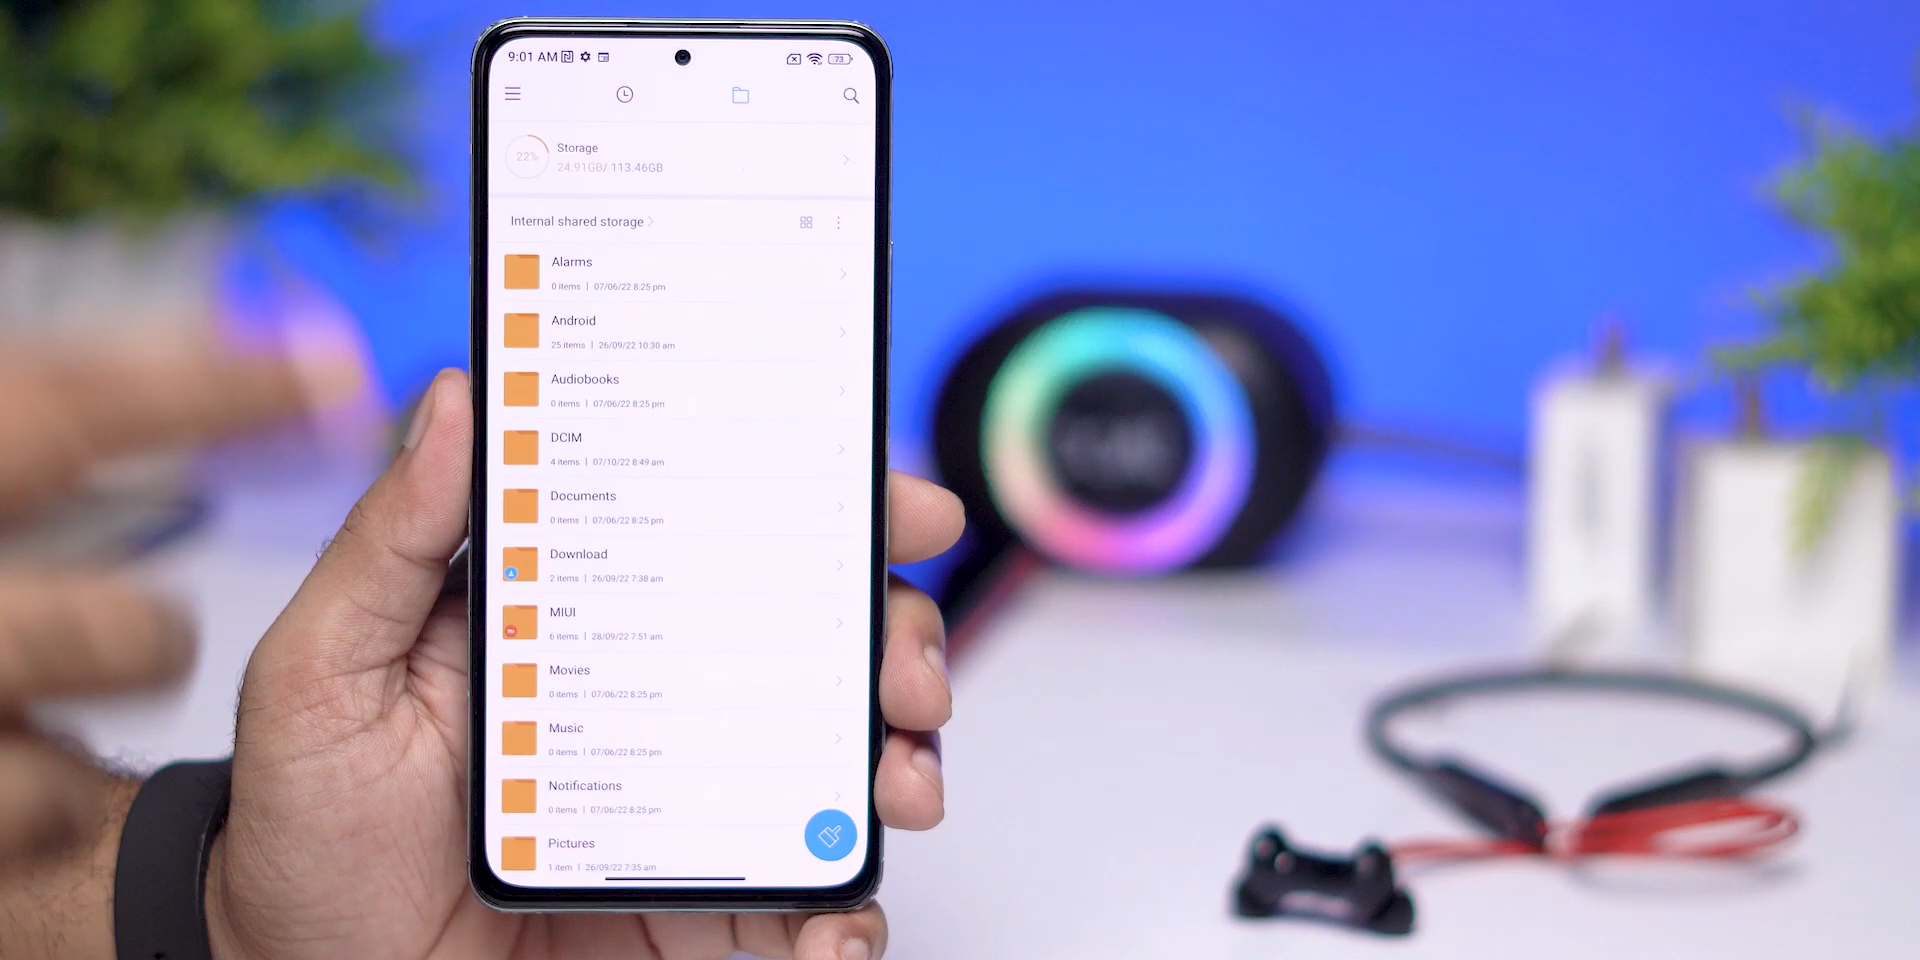 9:01 AM
73
22%
Storage
24.91GB/ 113.46GB
Internal shared storage
Alarms
0 items | 07/06/22 8:25 pm
Android
25 items | 26/09/22 10:30 am
Audiobooks
0 items | 07/06/22 8:25 pm
DCIM
4 items | 07/10/22 8:49 am
Documents
0 items | 07/06/22 8:25 pm
Download
2 items | 26/09/22 7:38 am
MIUI
6 items | 28/09/22 7:51 am
Movies
0 items | 07/06/22 8:25 pm
Music
0 items | 07/06/22 8:25 pm
Notifications
0 items | 07/06/22 8:25 pm
Pictures
1 item | 26/09/22 7:35 am